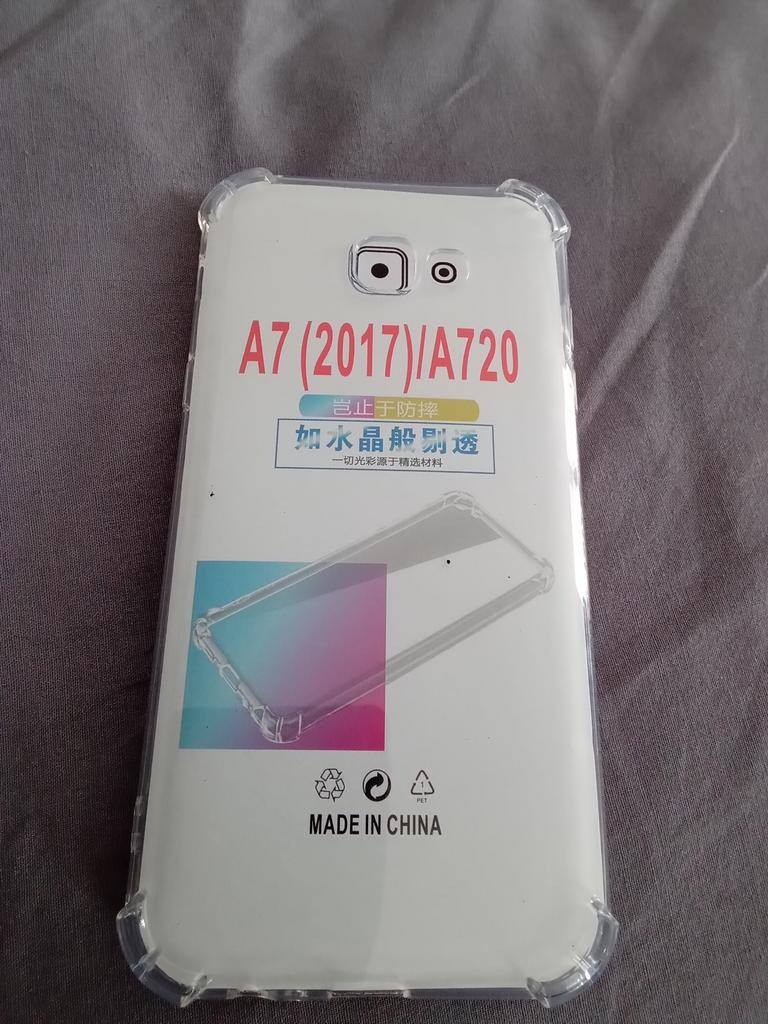 A7 (2017)/A720
岂止于防摔
如水晶般剔透
一切光彩源于精选材料
1
PET
MADE IN CHINA